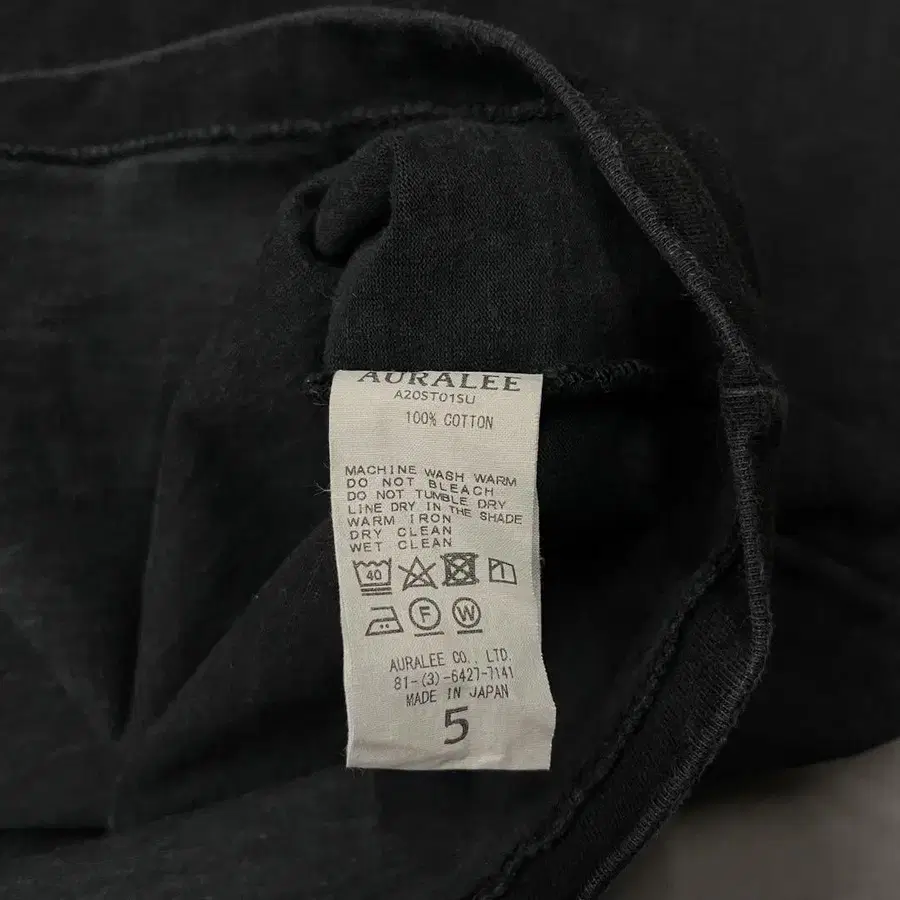 AURALEE
A20ST01SU
100% COTTON
MACHINE WASH WARM
DO NOT BLEACH
DO NOT TUMBLE DRY
LINE DRY IN THE SHADE
WARM IRON
DRY CLEAN
WET CLEAN
40
F W
AURALEE CO., LTD.
81-(3)-6427-7141
MADE IN JAPAN
5